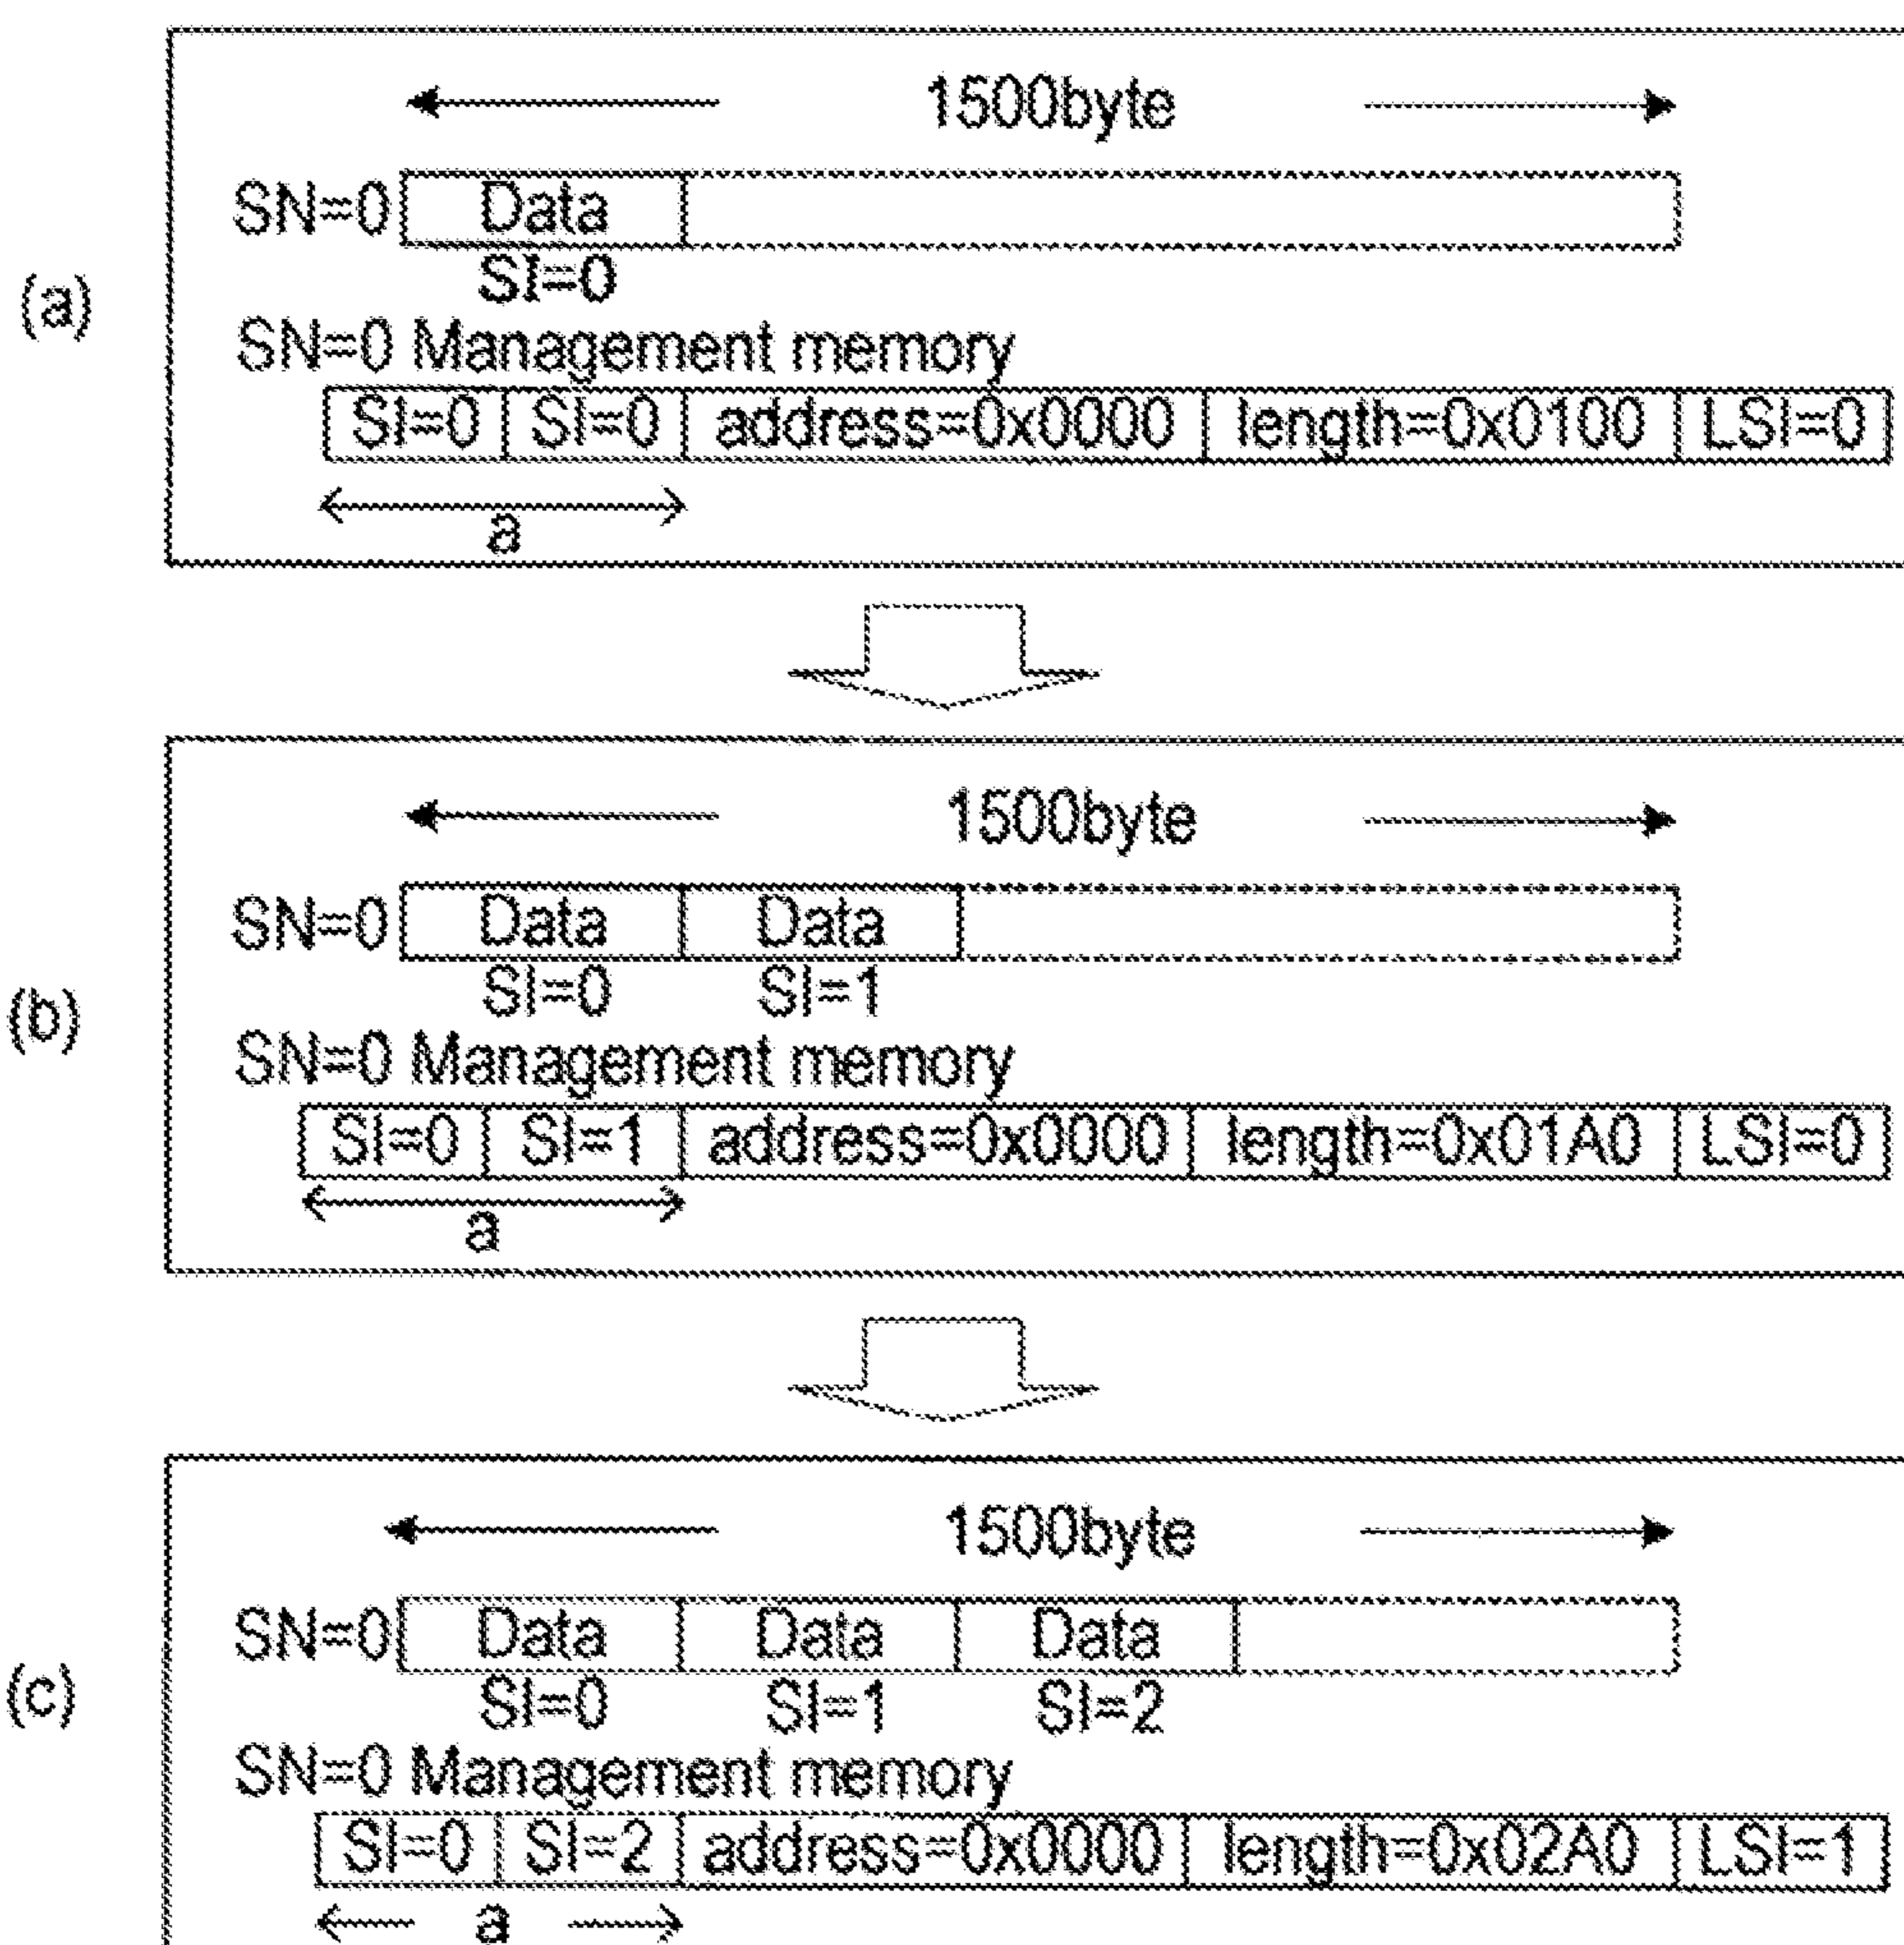 1500byte
SN=0 Data
SI=0
(a)
SN=0 Management memory
SI=0 SI=0 address=0x0000 length=0x0100 LSI=0
a
1500byte
SN=0 Data Data
SI=0 SI=1
(b)
SN=0 Management memory
SI=0 SI=1 address=0x0000 length=0x01A0 LSI=0
a
1500byte
SN=0 Data Data Data
SI=0 SI=1 SI=2
(c)
SN=0 Management memory
SI=0 SI=2 address=0x0000 length=0x02A0 LSI=1
a